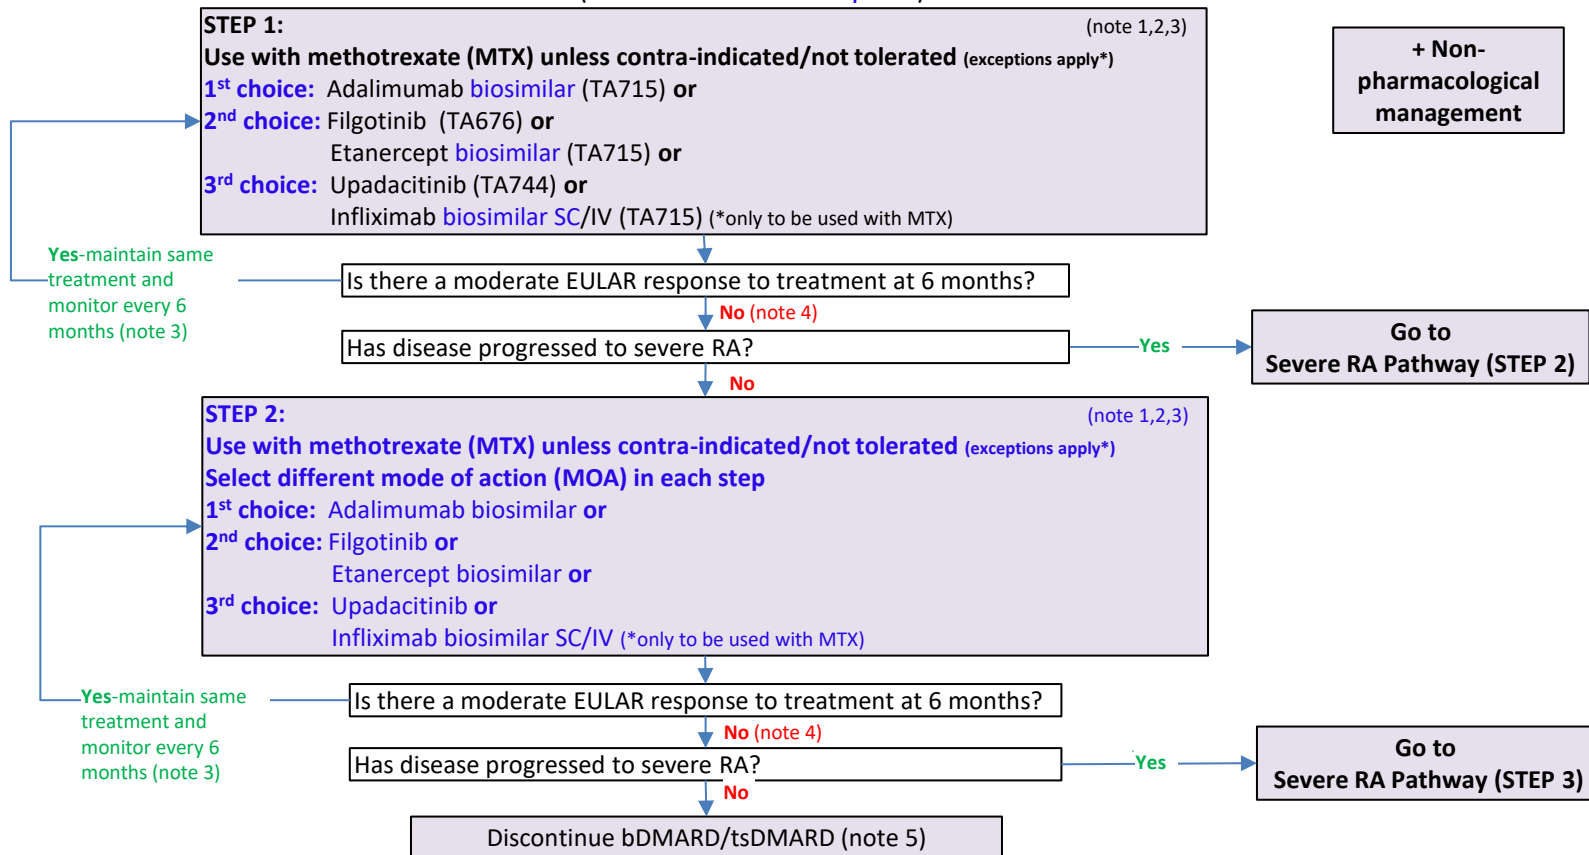 STEP 1: (note 1,2,3)
Use with methotrexate (MTX) unless contra-indicated/not tolerated (exceptions apply*)
1st choice: Adalimumab biosimilar (TA715) or
2nd choice: Filgotinib (TA676) or
Etanercept biosimilar (TA715) or
3rd choice: Upadacitinib (TA744) or
Infliximab biosimilar SC/IV (TA715) (*only to be used with MTX)
+ Non-
pharmacological
management
Yes-maintain same
treatment and
monitor every 6
months (note 3)
Is there a moderate EULAR response to treatment at 6 months?
No (note 4)
Has disease progressed to severe RA?
Yes
Go to
Severe RA Pathway (STEP 2)
No
STEP 2: (note 1,2,3)
Use with methotrexate (MTX) unless contra-indicated/not tolerated (exceptions apply*)
Select different mode of action (MOA) in each step
1st choice: Adalimumab biosimilar or
2nd choice: Filgotinib or
Etanercept biosimilar or
3rd choice: Upadacitinib or
Infliximab biosimilar SC/IV (*only to be used with MTX)
Yes-maintain same
treatment and
monitor every 6
months (note 3)
Is there a moderate EULAR response to treatment at 6 months?
No (note 4)
Has disease progressed to severe RA?
Yes
Go to
Severe RA Pathway (STEP 3)
No
Discontinue bDMARD/tsDMARD (note 5)